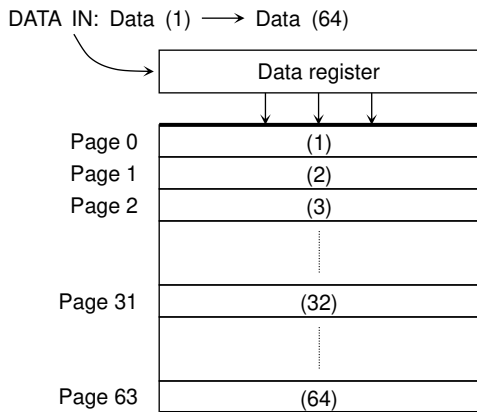 DATA IN: Data (1) ⟶ Data (64)
Data register
Page 0 (1)
Page 1 (2)
Page 2 (3)
Page 31 (32)
Page 63 (64)